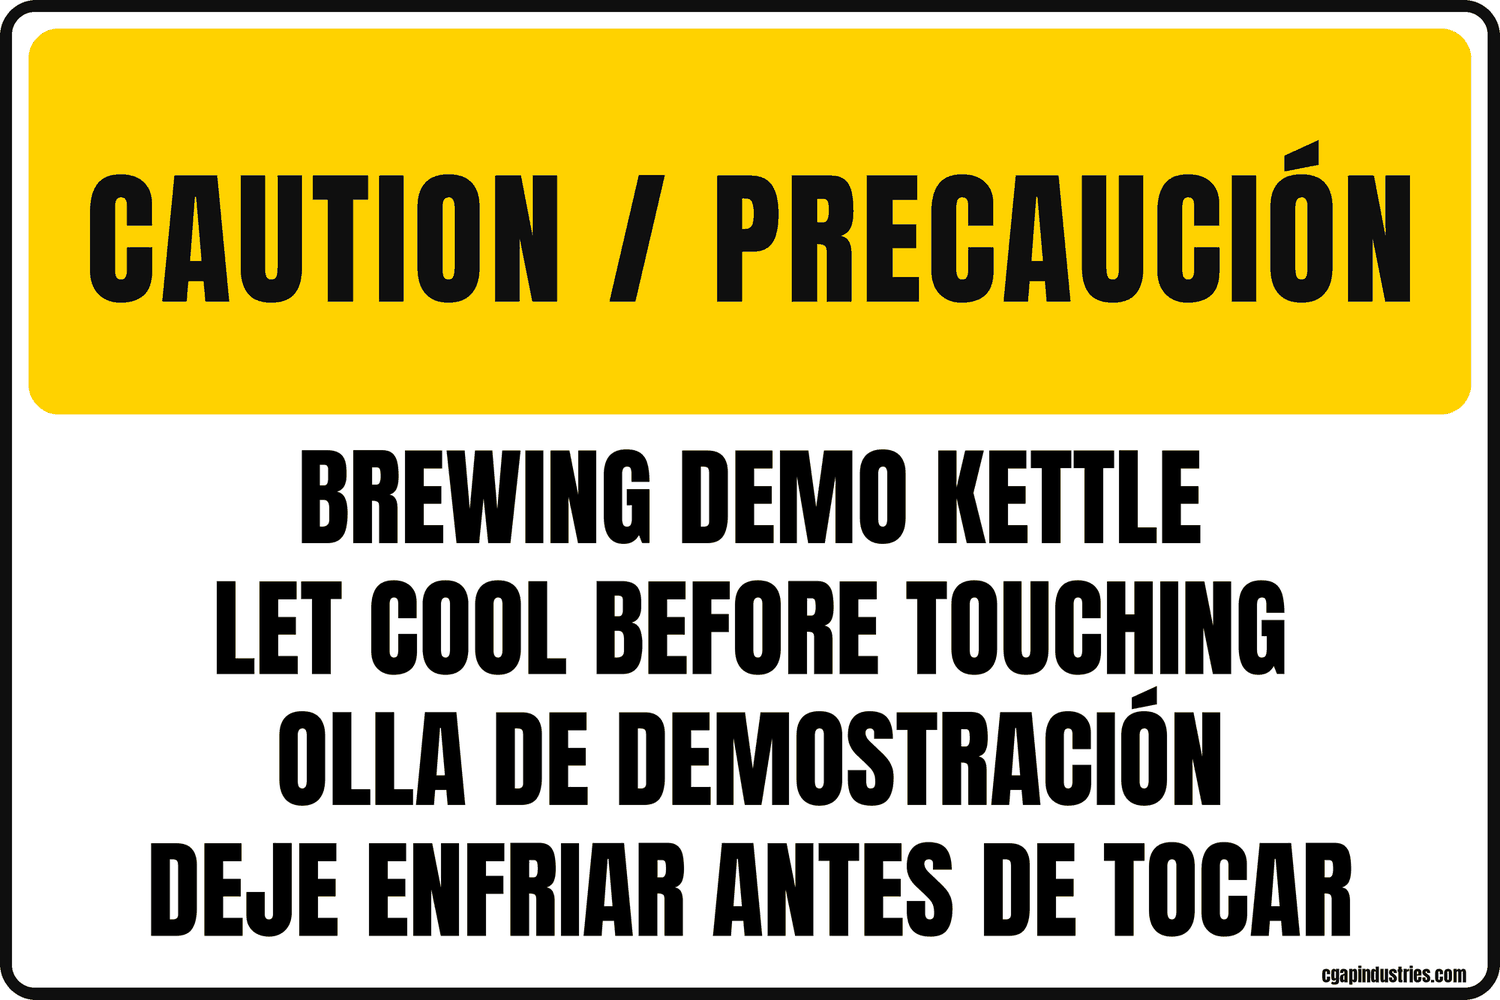 CAUTION / PRECAUCIÓN
BREWING DEMO KETTLE
LET COOL BEFORE TOUCHING
OLLA DE DEMOSTRACIÓN
DEJE ENFRIAR ANTES DE TOCAR
cgapindustries.com